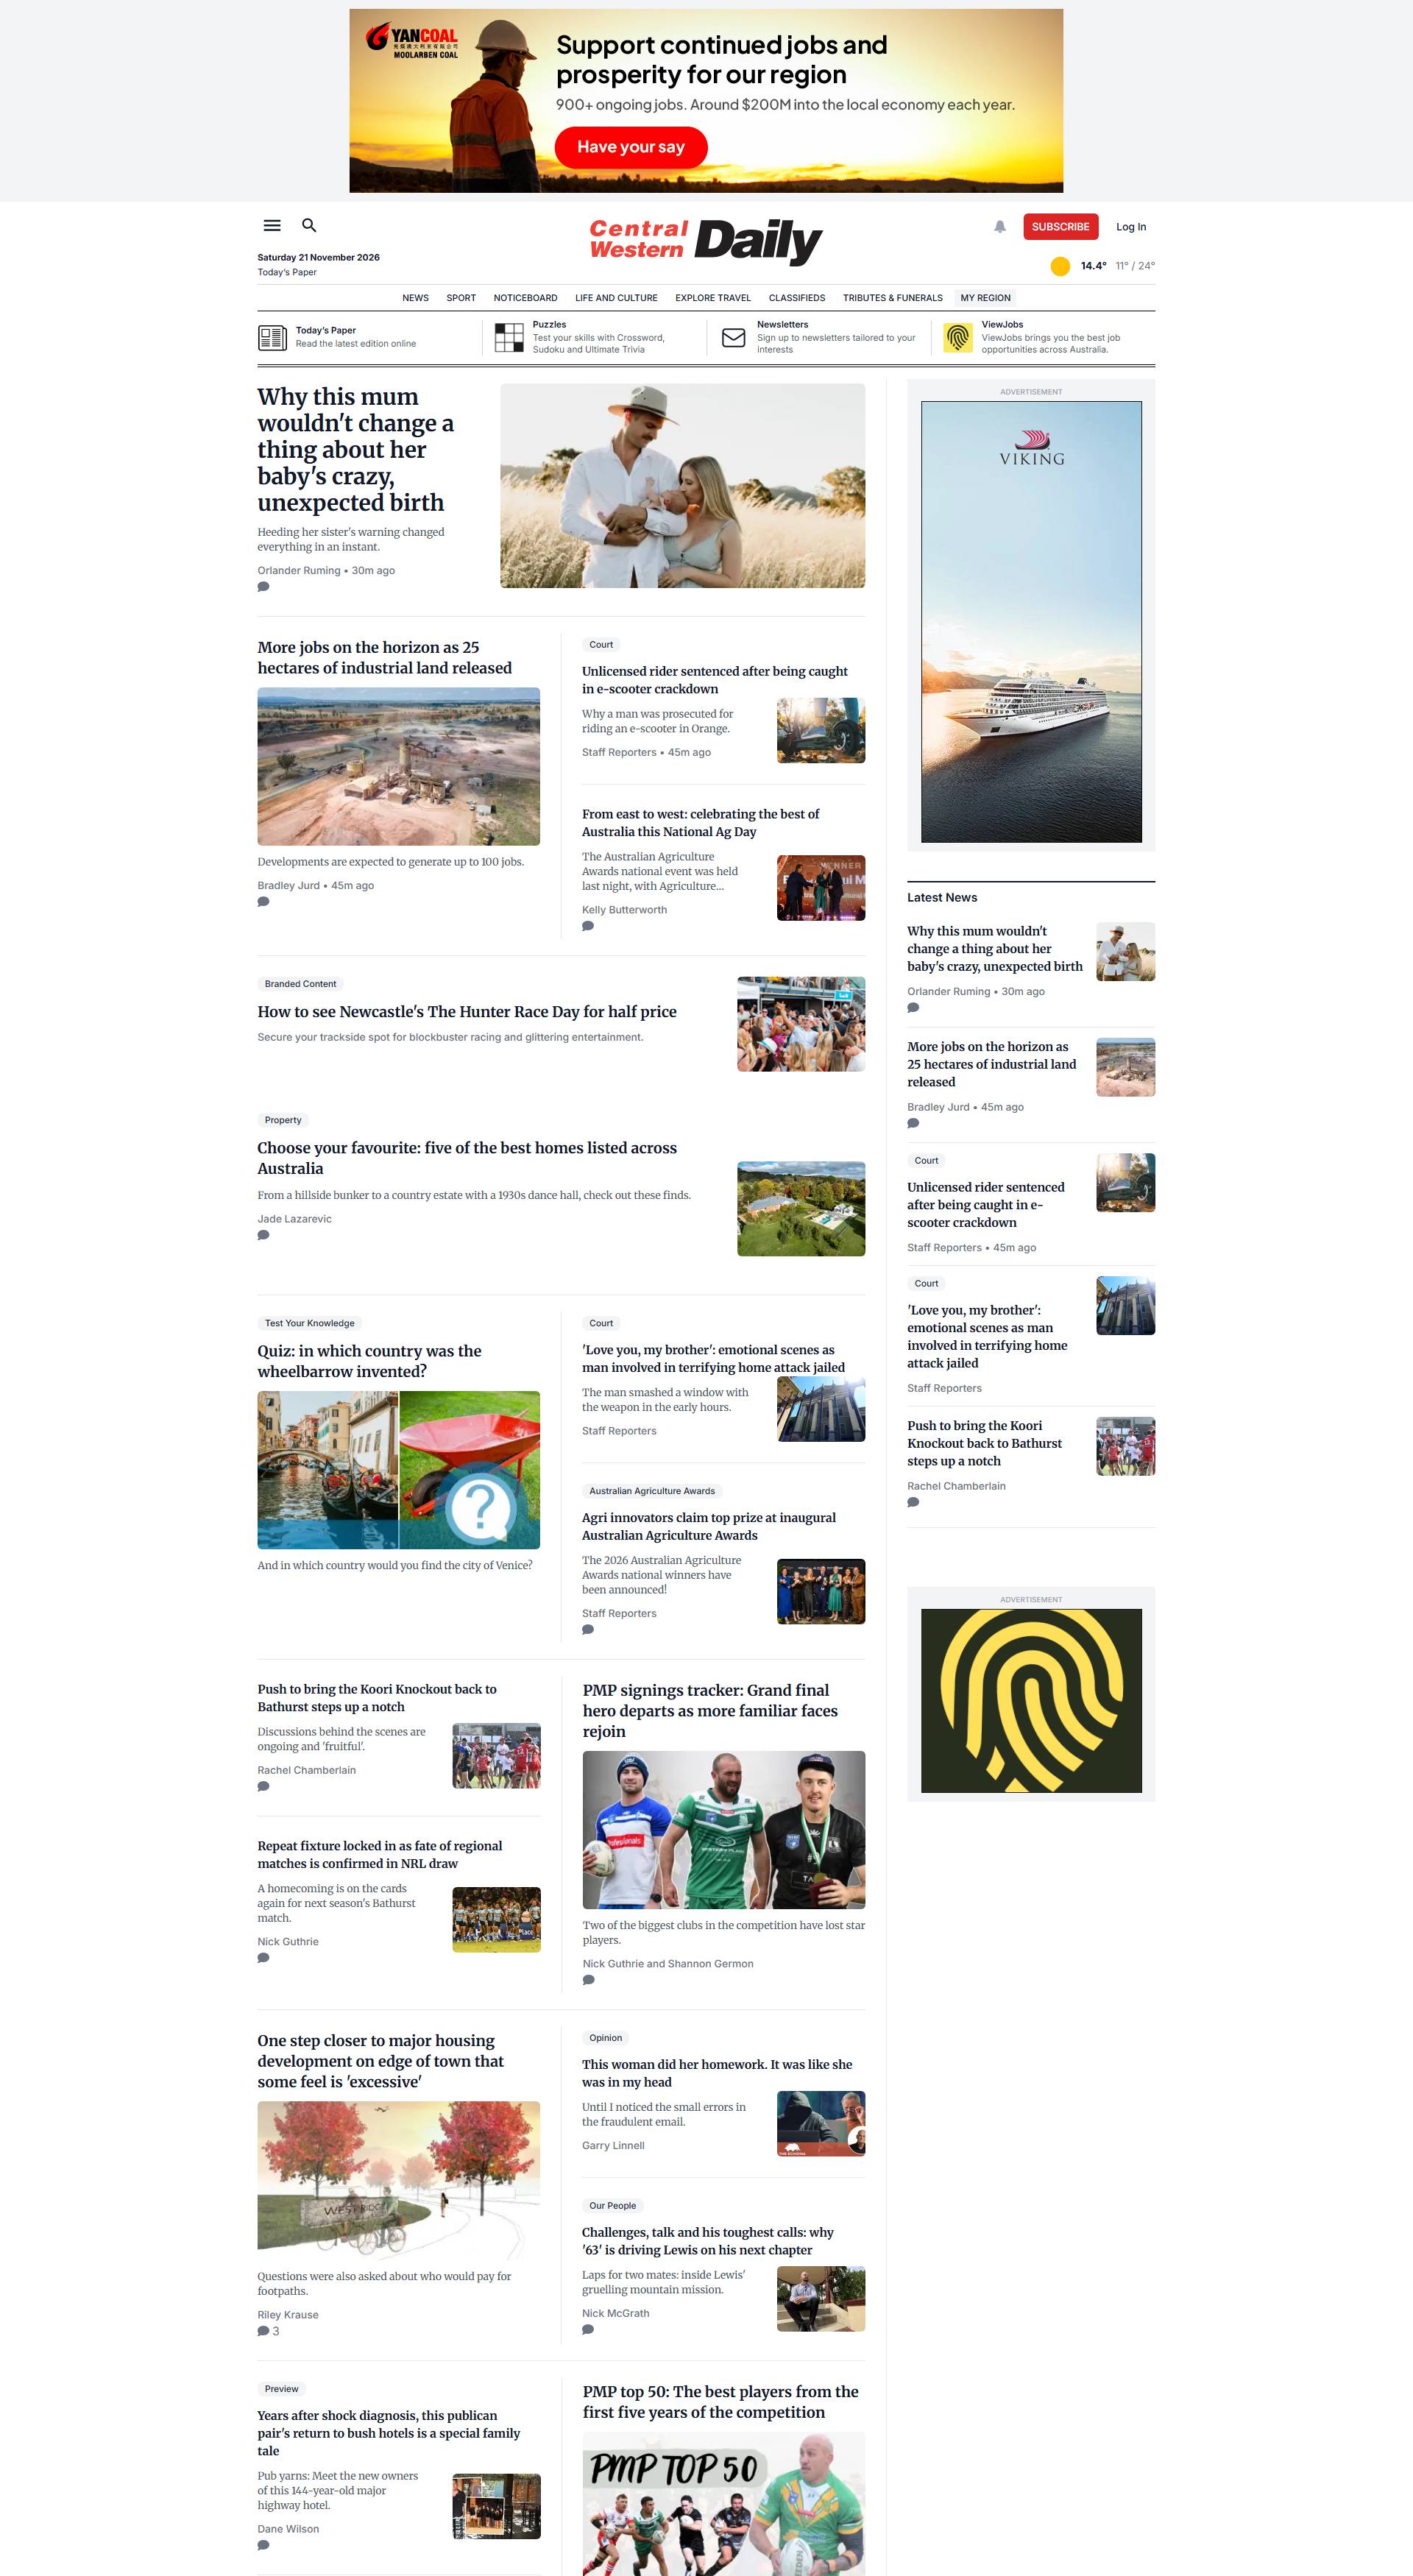 YANCOAL
MOOLARBEN COAL
Support continued jobs and
prosperity for our region
900+ ongoing jobs. Around $200M into the local economy each year.
Have your say
Central
Western
Daily
SUBSCRIBE
Log In
Saturday 21 November 2026
Today's Paper
14.4° 11° / 24°
NEWS SPORT NOTICEBOARD LIFE AND CULTURE EXPLORE TRAVEL CLASSIFIEDS TRIBUTES & FUNERALS MY REGION
Today's Paper
Read the latest edition online
Puzzles
Test your skills with Crossword,
Sudoku and Ultimate Trivia
Newsletters
Sign up to newsletters tailored to your
interests
ViewJobs
ViewJobs brings you the best job
opportunities across Australia.
Why this mum
wouldn't change a
thing about her
baby's crazy,
unexpected birth
Heeding her sister's warning changed
everything in an instant.
Orlander Ruming • 30m ago
More jobs on the horizon as 25
hectares of industrial land released
Developments are expected to generate up to 100 jobs.
Bradley Jurd • 45m ago
Court
Unlicensed rider sentenced after being caught
in e-scooter crackdown
Why a man was prosecuted for
riding an e-scooter in Orange.
Staff Reporters • 45m ago
From east to west: celebrating the best of
Australia this National Ag Day
The Australian Agriculture
Awards national event was held
last night, with Agriculture...
Kelly Butterworth
Branded Content
How to see Newcastle's The Hunter Race Day for half price
Secure your trackside spot for blockbuster racing and glittering entertainment.
Property
Choose your favourite: five of the best homes listed across
Australia
From a hillside bunker to a country estate with a 1930s dance hall, check out these finds.
Jade Lazarevic
Test Your Knowledge
Quiz: in which country was the
wheelbarrow invented?
?
And in which country would you find the city of Venice?
Court
'Love you, my brother': emotional scenes as
man involved in terrifying home attack jailed
The man smashed a window with
the weapon in the early hours.
Staff Reporters
Australian Agriculture Awards
Agri innovators claim top prize at inaugural
Australian Agriculture Awards
The 2026 Australian Agriculture
Awards national winners have
been announced!
Staff Reporters
Push to bring the Koori Knockout back to
Bathurst steps up a notch
Discussions behind the scenes are
ongoing and 'fruitful'.
Rachel Chamberlain
Repeat fixture locked in as fate of regional
matches is confirmed in NRL draw
A homecoming is on the cards
again for next season's Bathurst
match.
Nick Guthrie
PMP signings tracker: Grand final
hero departs as more familiar faces
rejoin
Two of the biggest clubs in the competition have lost star
players.
Nick Guthrie and Shannon Germon
One step closer to major housing
development on edge of town that
some feel is 'excessive'
Questions were also asked about who would pay for
footpaths.
Riley Krause
3
Opinion
This woman did her homework. It was like she
was in my head
Until I noticed the small errors in
the fraudulent email.
Garry Linnell
Our People
Challenges, talk and his toughest calls: why
'63' is driving Lewis on his next chapter
Laps for two mates: inside Lewis'
gruelling mountain mission.
Nick McGrath
Preview
Years after shock diagnosis, this publican
pair's return to bush hotels is a special family
tale
Pub yarns: Meet the new owners
of this 144-year-old major
highway hotel.
Dane Wilson
PMP top 50: The best players from the
first five years of the competition
PMP TOP 50
ADVERTISEMENT
VIKING
Latest News
Why this mum wouldn't
change a thing about her
baby's crazy, unexpected birth
Orlander Ruming • 30m ago
More jobs on the horizon as
25 hectares of industrial land
released
Bradley Jurd • 45m ago
Court
Unlicensed rider sentenced
after being caught in e-
scooter crackdown
Staff Reporters • 45m ago
Court
'Love you, my brother':
emotional scenes as man
involved in terrifying home
attack jailed
Staff Reporters
Push to bring the Koori
Knockout back to Bathurst
steps up a notch
Rachel Chamberlain
ADVERTISEMENT